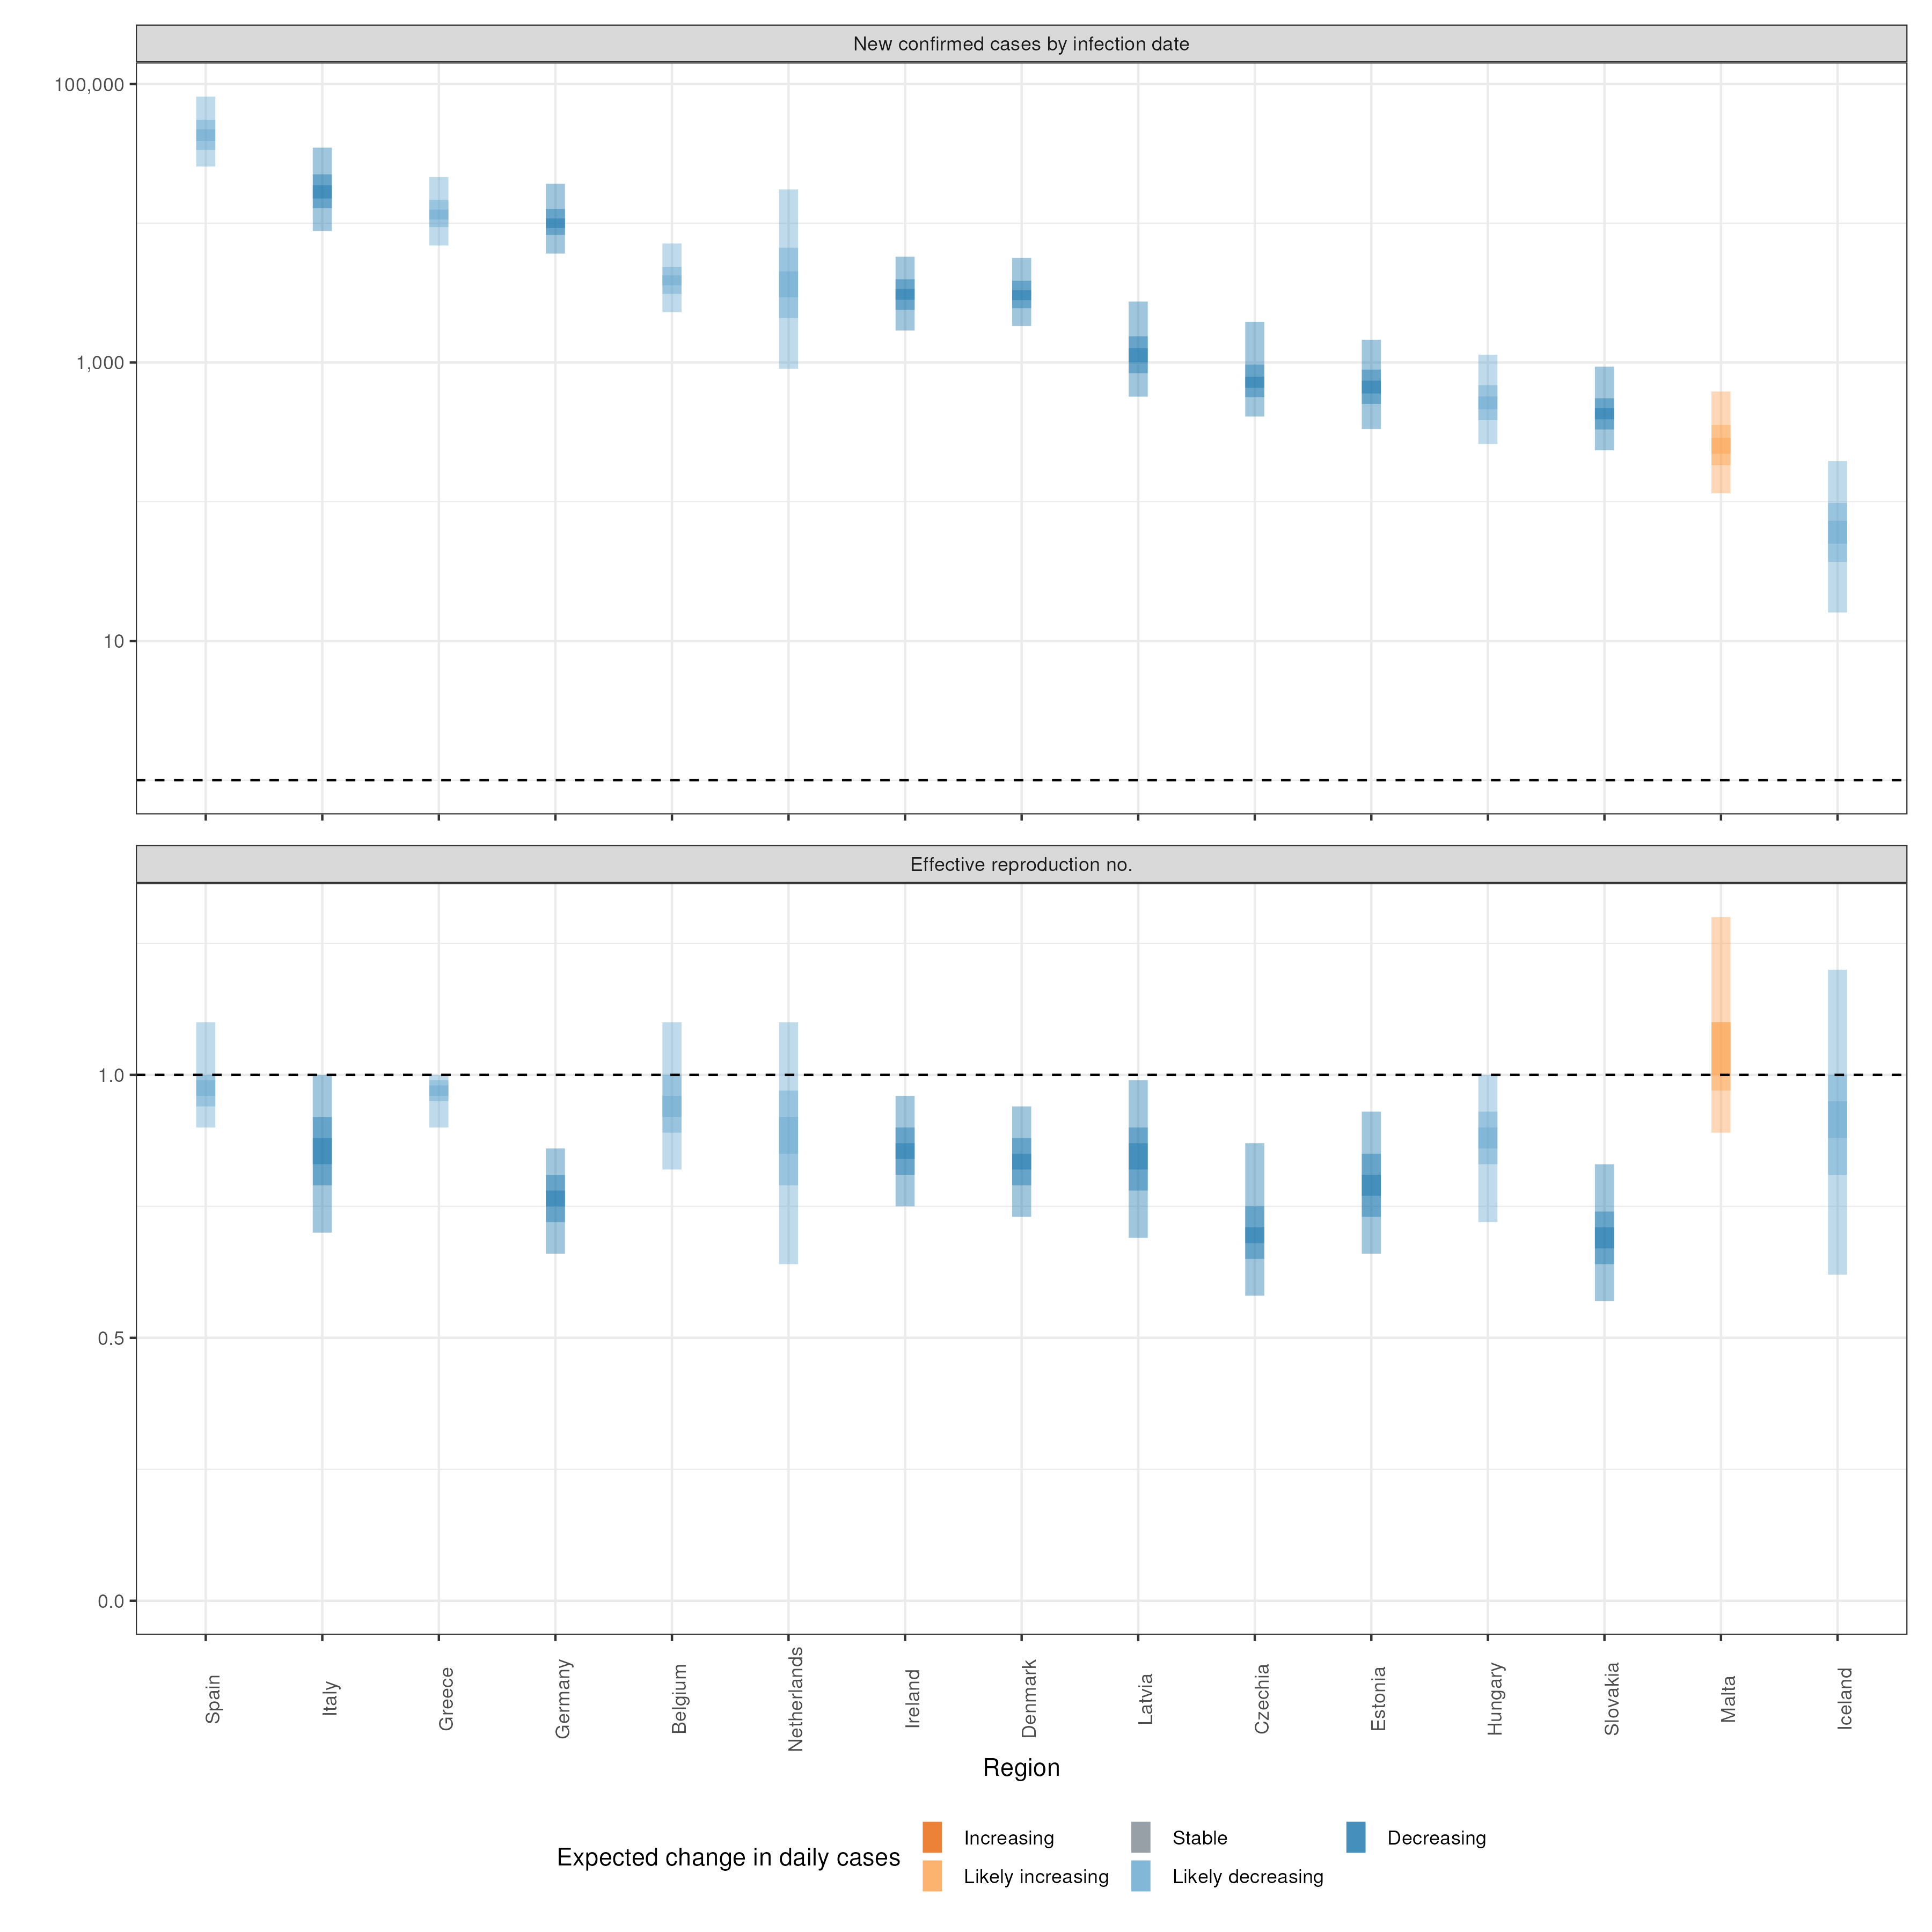 New confirmed cases by infection date
100,000
1,000
10
Effective reproduction no.
1.0
0.5
0.0
Spain
Italy
Greece
Germany
Belgium
Netherlands
Ireland
Denmark
Latvia
Czechia
Estonia
Hungary
Slovakia
Malta
Iceland
Region
Expected change in daily cases
Increasing
Stable
Decreasing
Likely increasing
Likely decreasing